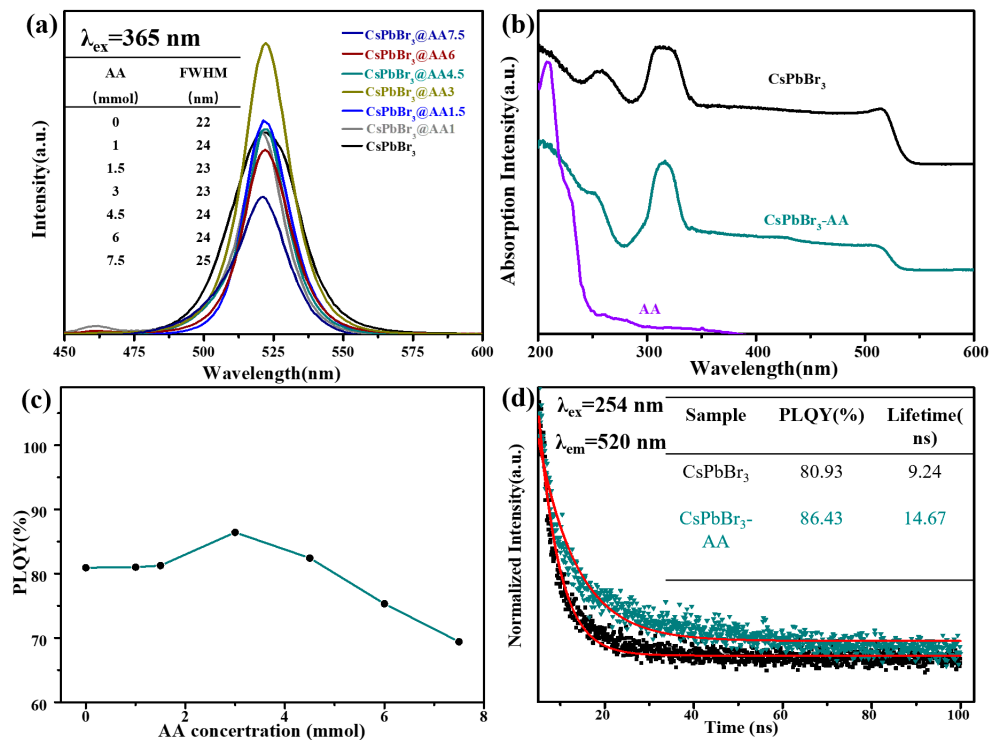 (a)
λex=365 nm
AA FWHM
(mmol) (nm)
0 22
1 24
1.5 23
3 23
4.5 24
6 24
7.5 25
CsPbBr3@AA7.5
CsPbBr3@AA6
CsPbBr3@AA4.5
CsPbBr3@AA3
CsPbBr3@AA1.5
CsPbBr3@AA1
CsPbBr3
Intensity(a.u.)
450 475 500 525 550 575 600
Wavelength(nm)
(b)
CsPbBr3
CsPbBr3-AA
AA
Absorption Intensity(a.u.)
200 300 400 500 600
Wavelength(nm)
(c)
PLQY(%)
100
90
80
70
60
0 2 4 6 8
AA concertration (mmol)
(d)
λex=254 nm
λem=520 nm
Sample PLQY(%) Lifetime(
ns)
CsPbBr3 80.93 9.24
CsPbBr3- 86.43 14.67
AA
Normalized Intensity(a.u.)
20 40 60 80 100
Time (ns)